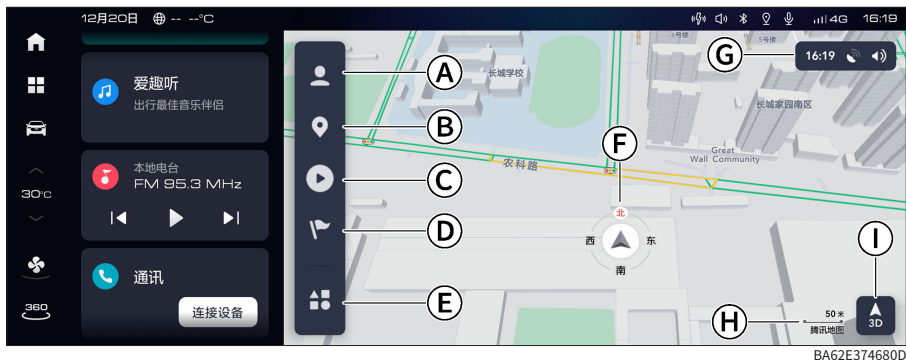 12月20日 -- --°C
4G 16:19
爱趣听
出行最佳音乐伴侣
本地电台
FM 95.3 MHz
通讯
连接设备
30°C
360
A
B
C
D
E
F
G
H
I
16:19
6号楼
5号楼
长城学校
长城家园南区
Great
Wall Community
农科路
北
西
东
南
50米
腾讯地图
3D
BA62E374680D